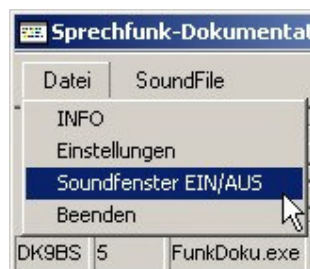 Sprechfunk-Dokumentat
Datei SoundFile
INFO
Einstellungen
Soundfenster EIN/AUS
Beenden
DK9BS 5 FunkDoku.exe